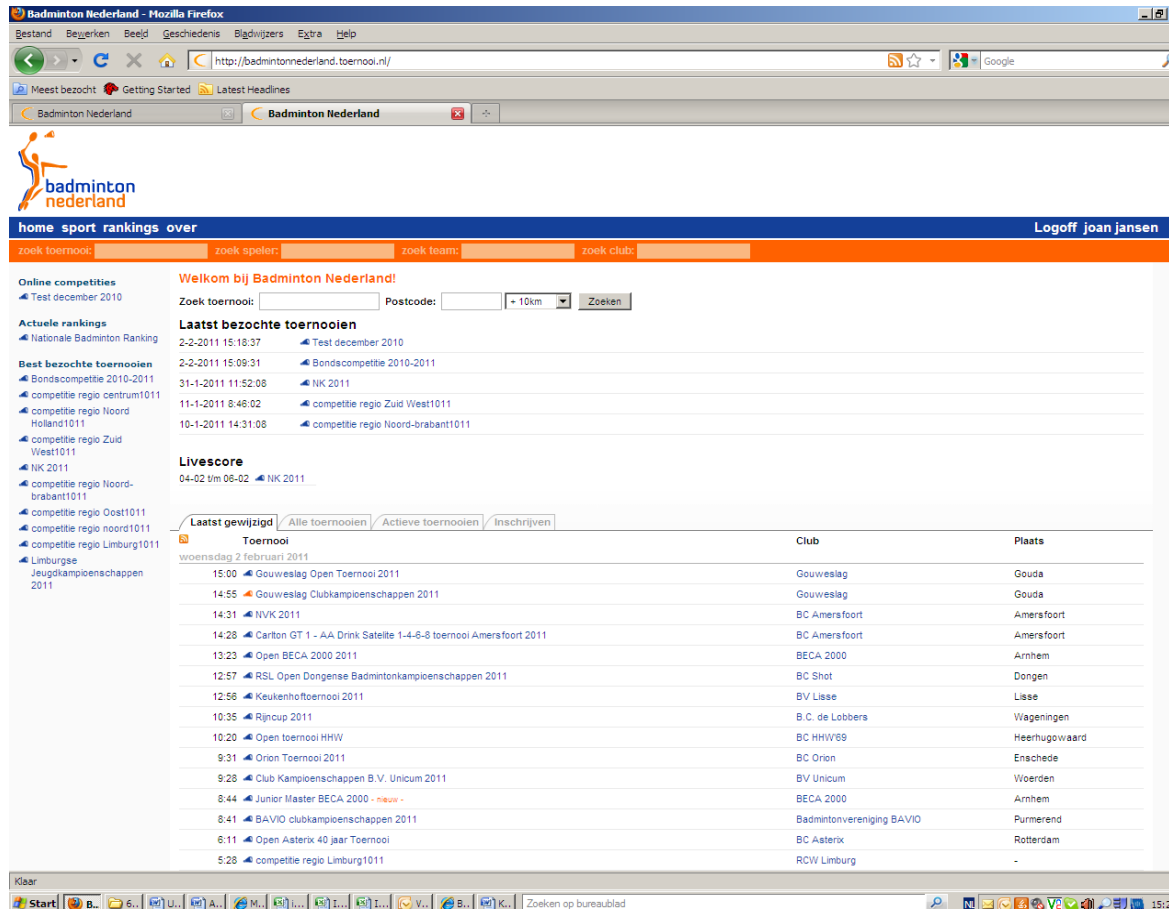 Badminton Nederland - Mozilla Firefox
Bestand Bewerken Beeld Geschiedenis Bladwijzers Extra Help
http://badmintonnederland.toernooi.nl/ Google
Meest bezocht Getting Started Latest Headlines
Badminton Nederland Badminton Nederland
badminton
nederland
home sport rankings over Logoff joan jansen
zoek toernooi: zoek speler: zoek team: zoek club:
Online competities
Test december 2010
Actuele rankings
Nationale Badminton Ranking
Best bezochte toernooien
Bondscompetitie 2010-2011
competitie regio centrum1011
competitie regio Noord
Holland1011
competitie regio Zuid
West1011
NK 2011
competitie regio Noord-
brabant1011
competitie regio Oost1011
competitie regio noord1011
competitie regio Limburg1011
Limburgse
Jeugdkampioenschappen
2011
Welkom bij Badminton Nederland!
Zoek toernooi: Postcode: + 10km Zoeken
Laatst bezochte toernooien
2-2-2011 15:18:37 Test december 2010
2-2-2011 15:09:31 Bondscompetitie 2010-2011
31-1-2011 11:52:08 NK 2011
11-1-2011 8:46:02 competitie regio Zuid West1011
10-1-2011 14:31:08 competitie regio Noord-brabant1011
Livescore
04-02 t/m 06-02 NK 2011
Laatst gewijzigd Alle toernooien Actieve toernooien Inschrijven
Toernooi Club Plaats
woensdag 2 februari 2011
15:00 Gouweslag Open Toernooi 2011 Gouweslag Gouda
14:55 Gouweslag Clubkampioenschappen 2011 Gouweslag Gouda
14:31 NVK 2011 BC Amersfoort Amersfoort
14:28 Carlton GT 1 - AA Drink Satelite 1-4-6-8 toernooi Amersfoort 2011 BC Amersfoort Amersfoort
13:23 Open BECA 2000 2011 BECA 2000 Arnhem
12:57 RSL Open Dongense Badmintonkampioenschappen 2011 BC Shot Dongen
12:56 Keukenhoftoernooi 2011 BV Lisse Lisse
10:35 Rijncup 2011 B.C. de Lobbers Wageningen
10:20 Open toernooi HHW BC HHW'69 Heerhugowaard
9:31 Orion Toernooi 2011 BC Orion Enschede
9:28 Club Kampioenschappen B.V. Unicum 2011 BV Unicum Woerden
8:44 Junior Master BECA 2000 - nieuw - BECA 2000 Arnhem
8:41 BAVIO clubkampioenschappen 2011 Badmintonvereniging BAVIO Purmerend
6:11 Open Asterix 40 jaar Toernooi BC Asterix Rotterdam
5:28 competitie regio Limburg1011 RCW Limburg -
Klaar
Start B.. 6.. U.. A.. M.. i... I... I... V.. B.. K.. Zoeken op bureaublad NL